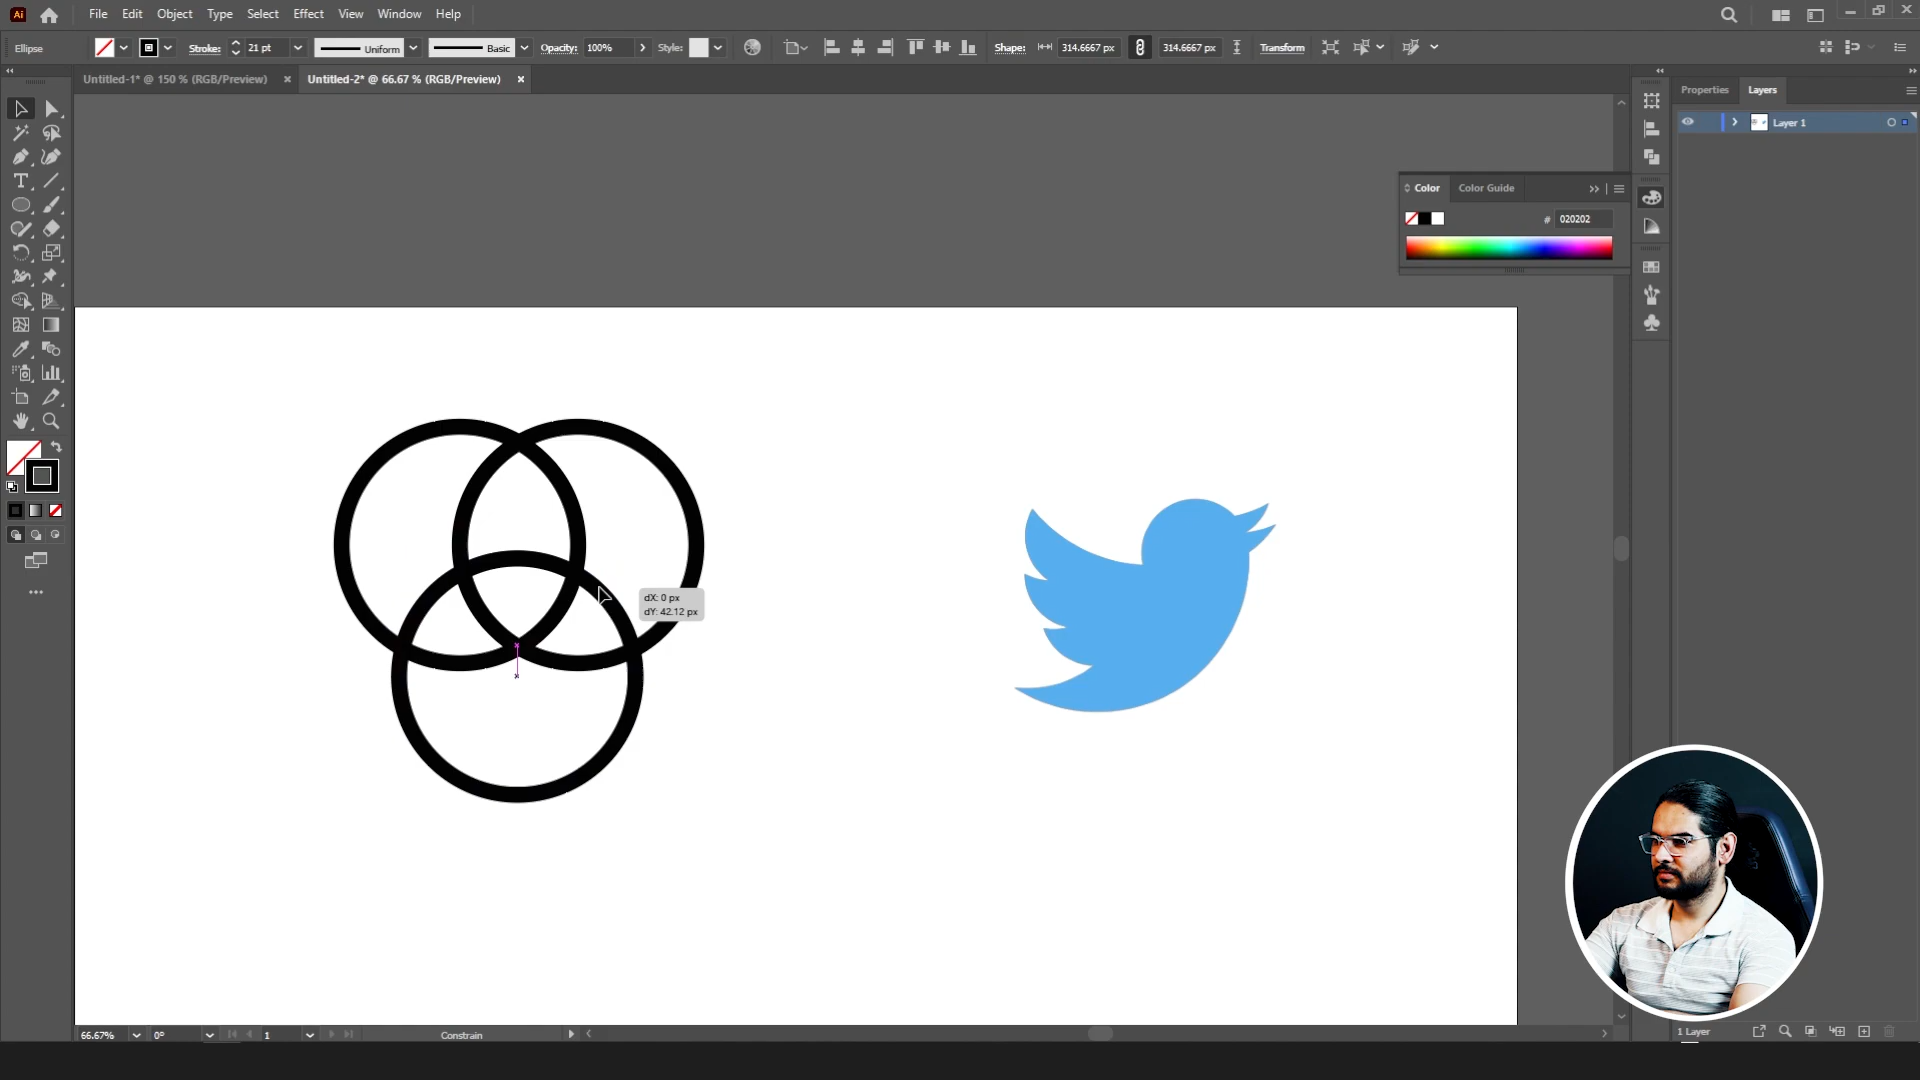 Ai File Edit Object Type Select Effect View Window Help
Ellipse Stroke: 21 pt Uniform Basic Opacity: 100% Style: Shape: 314.6667 px 314.6667 px Transform
Untitled-1* @ 150 % (RGB/Preview) Untitled-2* @ 66.67 % (RGB/Preview)
Properties Layers
Layer 1
Color Color Guide
# 020202
dX: 0 px
dY: 42.12 px
66.67% 0° 1 Constrain
1 Layer